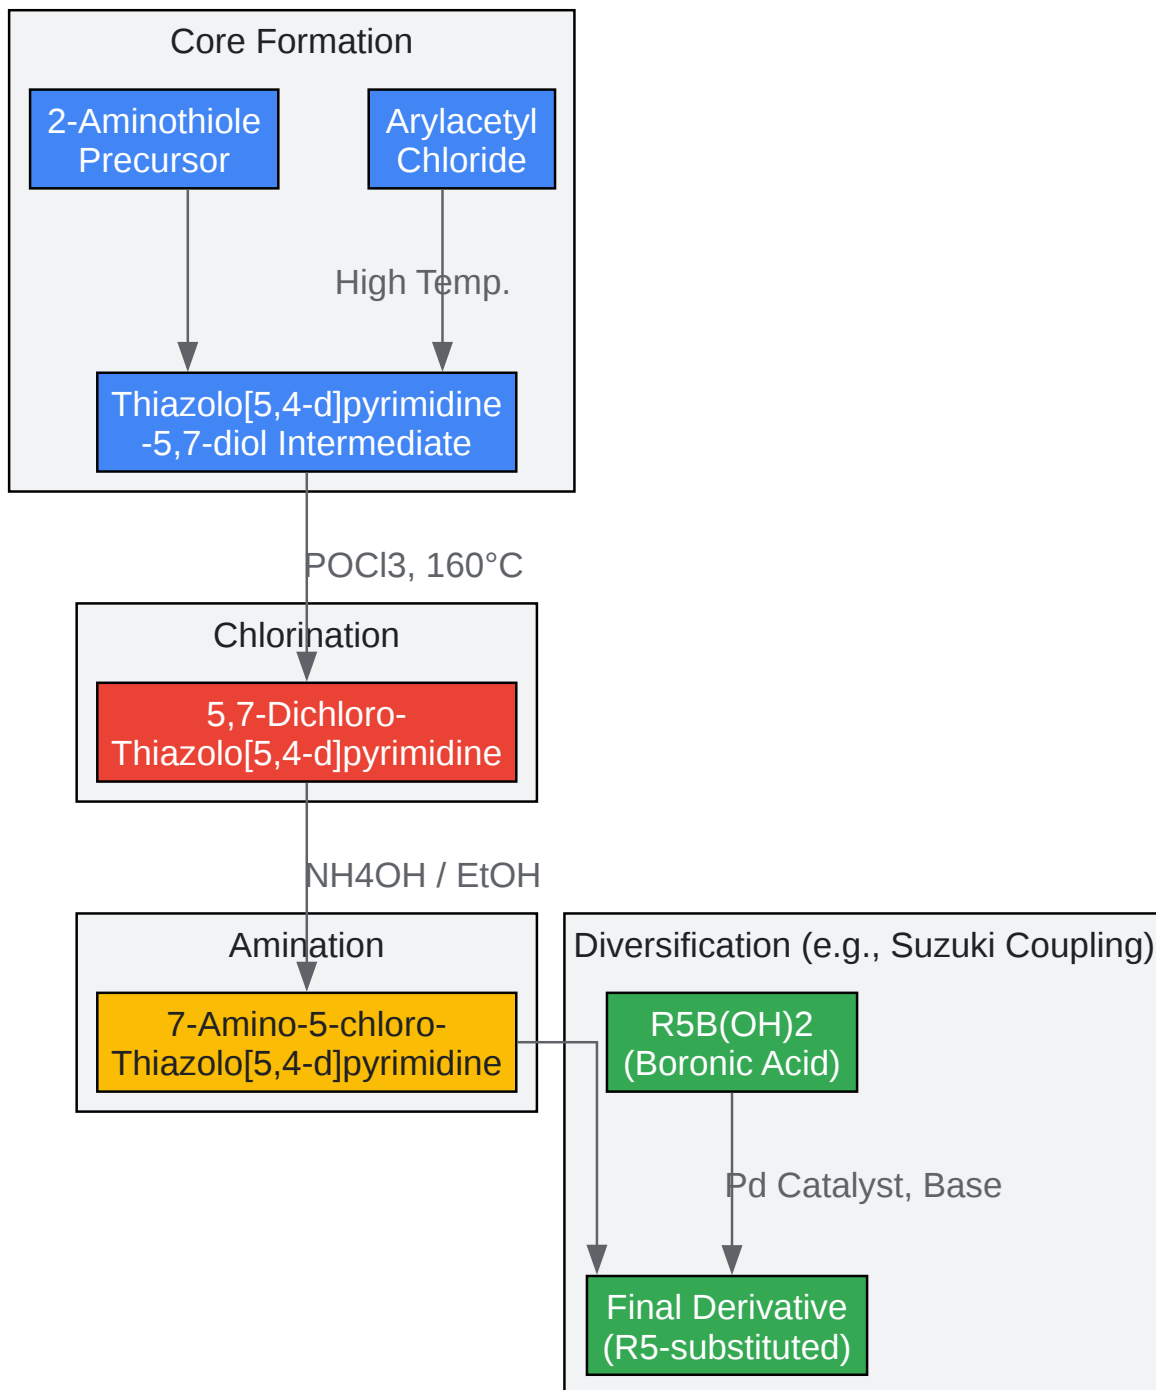 Core Formation
2-Aminothiole
Precursor
Arylacetyl
Chloride
High Temp.
Thiazolo[5,4-d]pyrimidine
-5,7-diol Intermediate
POCl3, 160°C
Chlorination
5,7-Dichloro-
Thiazolo[5,4-d]pyrimidine
NH4OH / EtOH
Amination
7-Amino-5-chloro-
Thiazolo[5,4-d]pyrimidine
Diversification (e.g., Suzuki Coupling)
R5B(OH)2
(Boronic Acid)
Pd Catalyst, Base
Final Derivative
(R5-substituted)